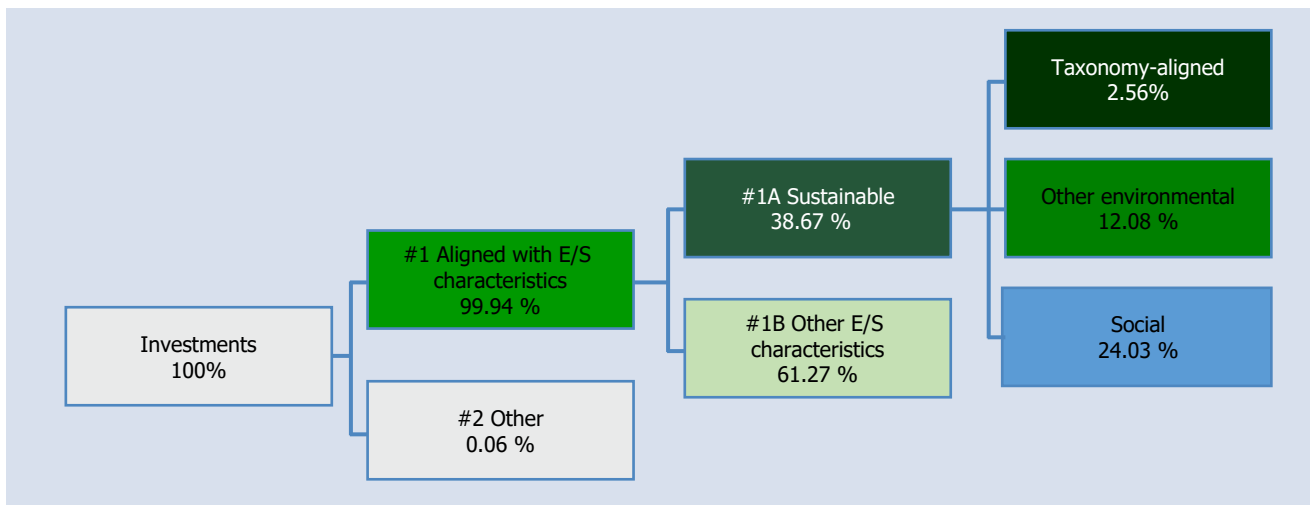 Investments
100%
#1 Aligned with E/S
characteristics
99.94 %
#2 Other
0.06 %
#1A Sustainable
38.67 %
#1B Other E/S
characteristics
61.27 %
Taxonomy-aligned
2.56%
Other environmental
12.08 %
Social
24.03 %